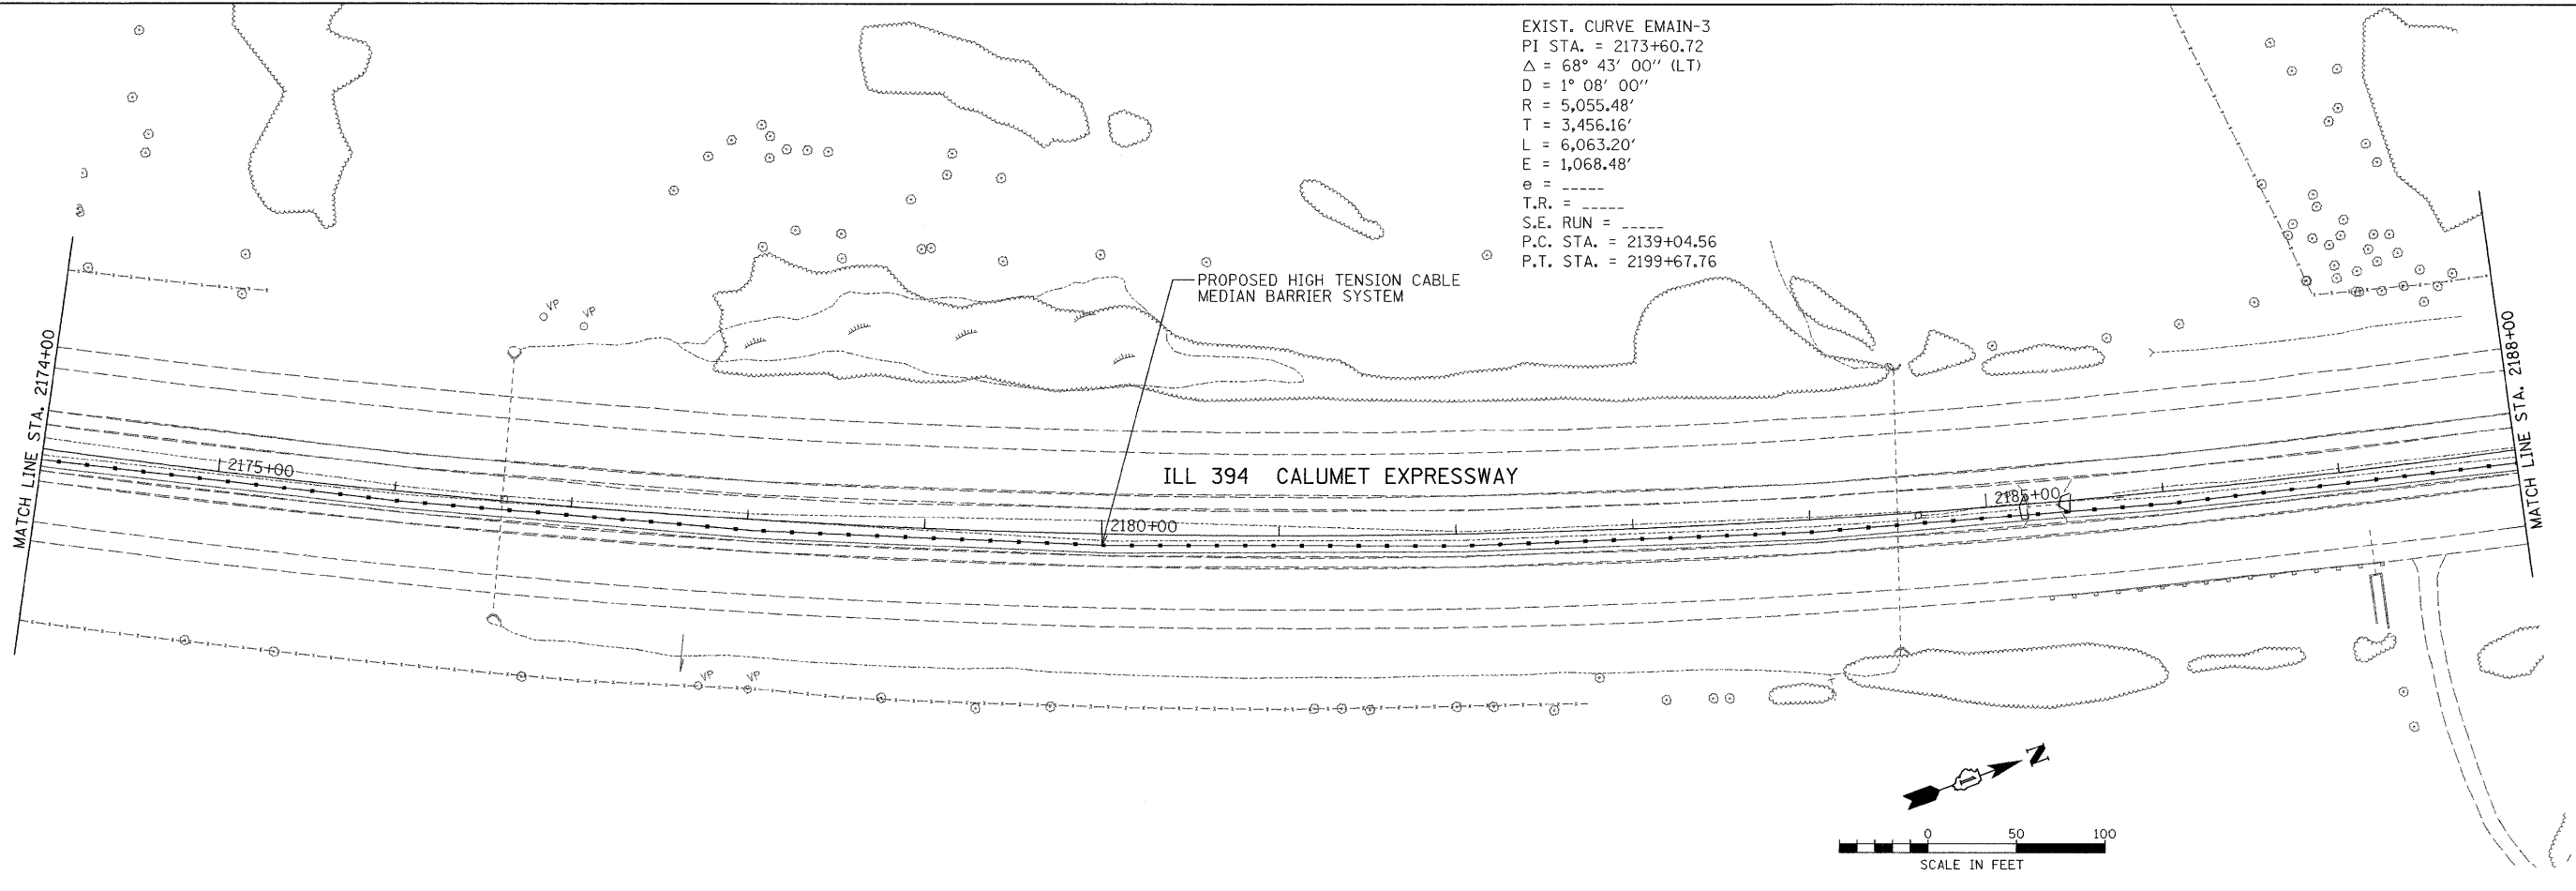 EXIST. CURVE EMAIN-3
PI STA. = 2173+60.72
Δ = 68° 43' 00" (LT)
D = 1° 08' 00"
R = 5,055.48'
T = 3,456.16'
L = 6,063.20'
E = 1,068.48'
e = _____
T.R. = _____
S.E. RUN = _____
P.C. STA. = 2139+04.56
P.T. STA. = 2199+67.76
PROPOSED HIGH TENSION CABLE
MEDIAN BARRIER SYSTEM
VP
VP
MATCH LINE STA. 2174+00
MATCH LINE STA. 2188+00
2175+00
ILL 394 CALUMET EXPRESSWAY
2180+00
2185+00
VP
VP
N
0 50 100
SCALE IN FEET